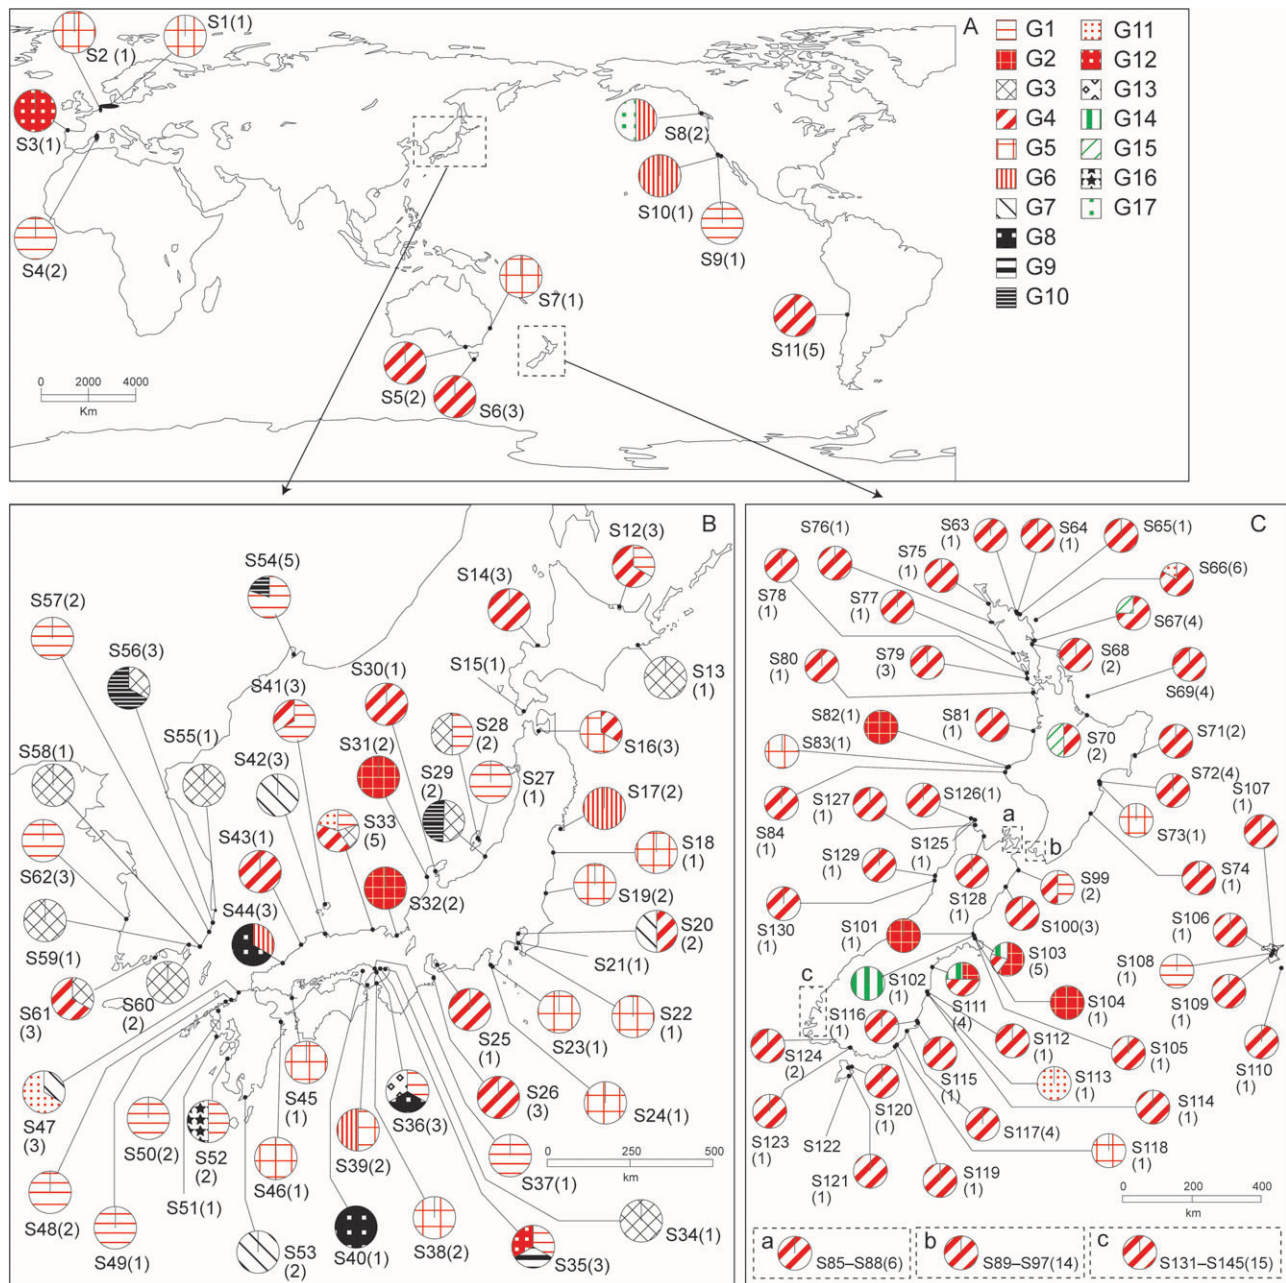 A
S1(1)
S2 (1)
S3(1)
S4(2)
S5(2)
S6(3)
S7(1)
S8(2)
S10(1)
S9(1)
S11(5)
0 2000 4000
Km
G1
G2
G3
G4
G5
G6
G7
G8
G9
G10
G11
G12
G13
G14
G15
G16
G17
B
S12(3)
S14(3)
S54(5)
S57(2)
S56(3)
S13
(1)
S15(1)
S30(1)
S41(3)
S28
(2)
S16(3)
S31(2)
S55(1)
S42(3)
S58(1)
S29
(2)
S27
(1)
S17(2)
S33
(5)
S43(1)
S18
(1)
S62(3)
S32(2)
S19(2)
S44(3)
S20
(2)
S59(1)
S21(1)
S60
(2)
S61
(3)
S25
(1)
S23(1)
S22
(1)
S45
(1)
S26
(3)
S24(1)
S47
(3)
S50(2)
S52
(2)
S36(3)
S39(2)
S46(1)
S51(1)
S37(1)
S48(2)
S49(1)
S53
(2)
S40(1)
S38(2)
S35(3)
S34(1)
0 250 500
km
C
S76(1)
S63
(1)
S64
(1)
S65(1)
S75
(1)
S66(6)
S78
(1)
S77
(1)
S67(4)
S68
(2)
S79
(3)
S80
(1)
S69(4)
S82(1)
S81
(1)
S70
(2)
S71(2)
S83(1)
S72(4)
S107
(1)
S127
(1)
S126(1)
S73(1)
S84
(1)
a
b
S125
(1)
S129
(1)
S74
(1)
S99
(2)
S128
(1)
S130
(1)
S100(3)
S101
(1)
S106
(1)
S103
(5)
S108
(1)
S102
(1)
S109
(1)
c
S111
(4)
S104
(1)
S116
(1)
S112
(1)
S105
(1)
S110
(1)
S124
(2)
S115
(1)
S113
(1)
S114
(1)
S120
(1)
S123
(1)
S122
S117(4)
S118
(1)
S121
(1)
S119
(1)
0 200 400
km
a
S85–S88(6)
b
S89–S97(14)
c
S131–S145(15)